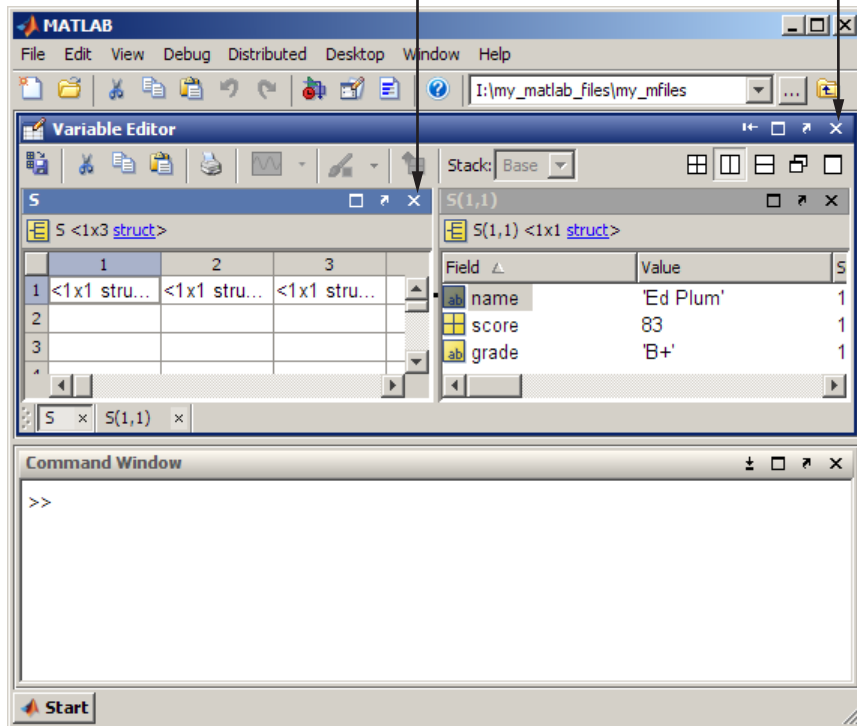 MATLAB
File Edit View Debug Distributed Desktop Window Help
I:\my_matlab_files\my_mfiles ...
Variable Editor
Stack: Base
S
S <1x3 struct>
1 2 3
1 <1x1 stru... <1x1 stru... <1x1 stru...
2
3
S(1,1)
S(1,1) <1x1 struct>
Field Value S
ab name 'Ed Plum' 1
score 83 1
ab grade 'B+' 1
S × S(1,1) ×
Command Window
>>
Start